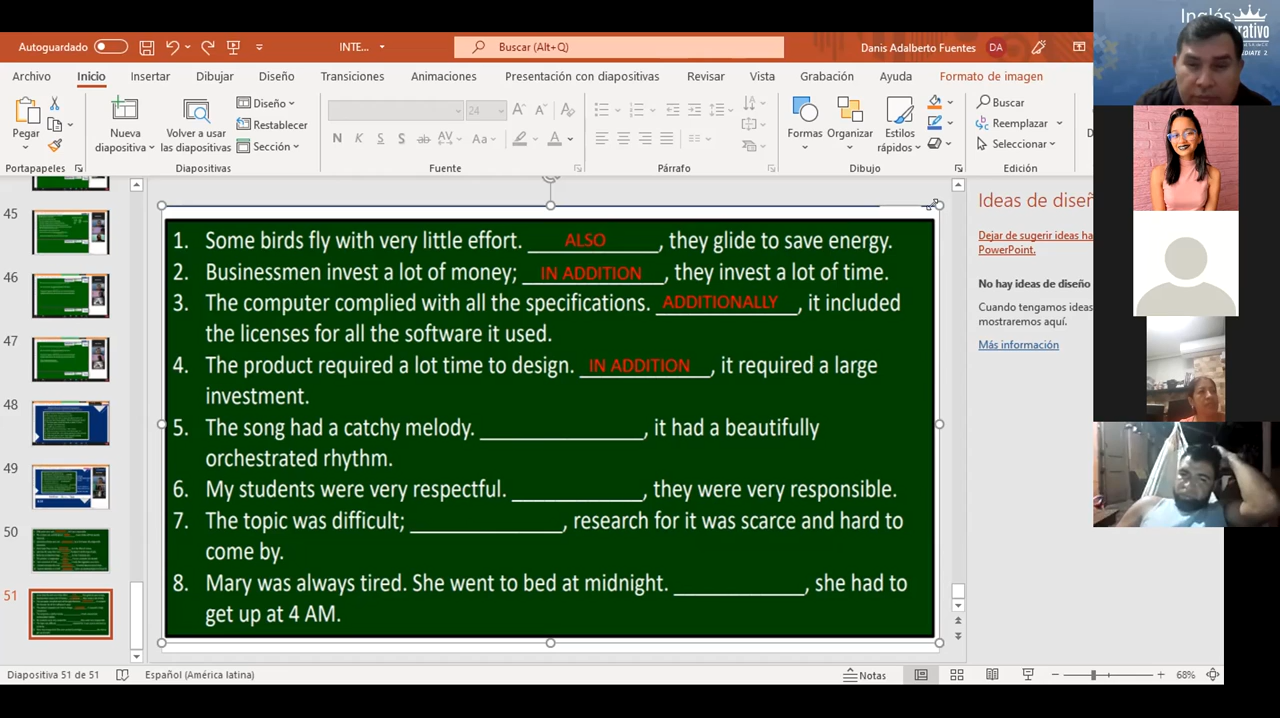 Autoguardado
INTE...
Buscar (Alt+Q)
Danis Adalberto Fuentes
DA
Inglés
Archivo
Inicio
Insertar
Dibujar
Diseño
Transiciones
Animaciones
Presentación con diapositivas
Revisar
Vista
Grabación
Ayuda
Formato de imagen
Pegar
Nueva diapositiva
Volver a usar las diapositivas
Diseño
Restablecer
Sección
24
N K S S ab AV Aa A
Formas
Organizar
Estilos rápidos
Buscar
Reemplazar
Seleccionar
Portapapeles
Diapositivas
Fuente
Párrafo
Dibujo
Edición
45
46
47
48
49
50
51
1. Some birds fly with very little effort. ALSO, they glide to save energy.
2. Businessmen invest a lot of money; IN ADDITION, they invest a lot of time.
3. The computer complied with all the specifications. ADDITIONALLY, it included
the licenses for all the software it used.
4. The product required a lot time to design. IN ADDITION, it required a large
investment.
5. The song had a catchy melody. _______________, it had a beautifully
orchestrated rhythm.
6. My students were very respectful. ____________, they were very responsible.
7. The topic was difficult; ______________, research for it was scarce and hard to
come by.
8. Mary was always tired. She went to bed at midnight. ____________, she had to
get up at 4 AM.
Ideas de diseñ
Dejar de sugerir ideas ha
PowerPoint.
No hay ideas de diseño
Cuando tengamos ideas
mostraremos aquí.
Más información
Diapositiva 51 de 51
Español (América latina)
Notas
68%